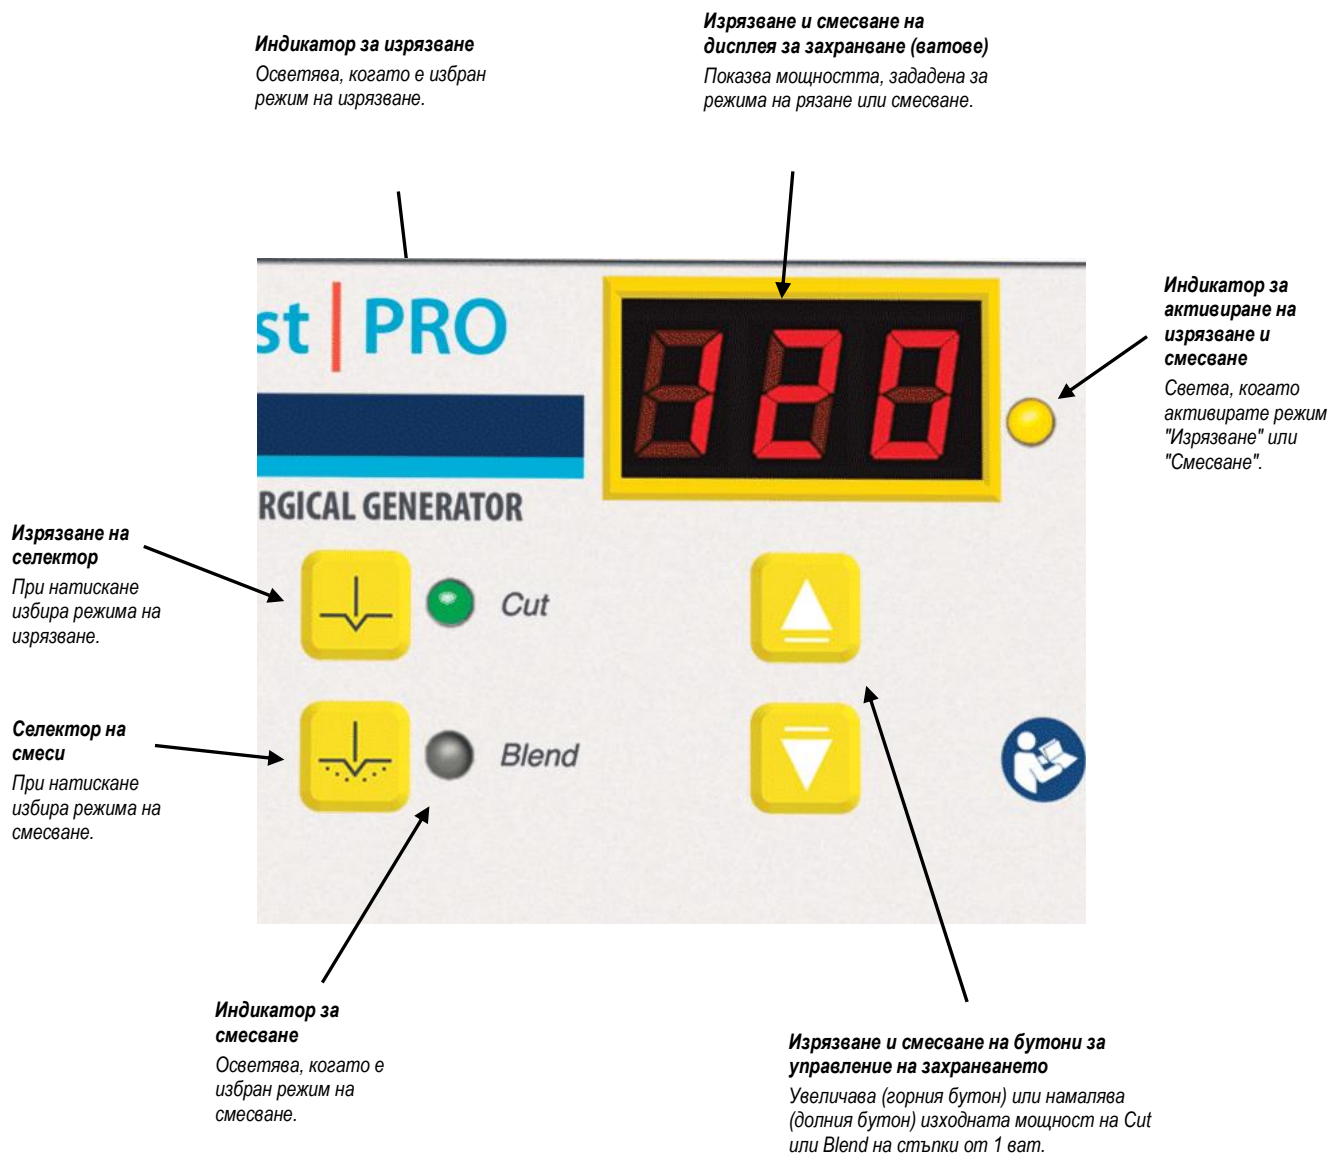 Индикатор за изрязване
Осветява, когато е избран
режим на изрязване.
Изрязване и смесване на
дисплея за захранване (ватове)
Показва мощността, зададена за
режима на рязане или смесване.
st | PRO
120
RGICAL GENERATOR
Индикатор за
активиране на
изрязване и
смесване
Светва, когато
активирате режим
"Изрязване" или
"Смесване".
Изрязване на
селектор
При натискане
избира режима на
изрязване.
Cut
Селектор на
смеси
При натискане
избира режима на
смесване.
Blend
Индикатор за
смесване
Осветява, когато е
избран режим на
смесване.
Изрязване и смесване на бутони за
управление на захранването
Увеличава (горния бутон) или намалява
(долния бутон) изходната мощност на Cut
или Blend на стъпки от 1 ват.